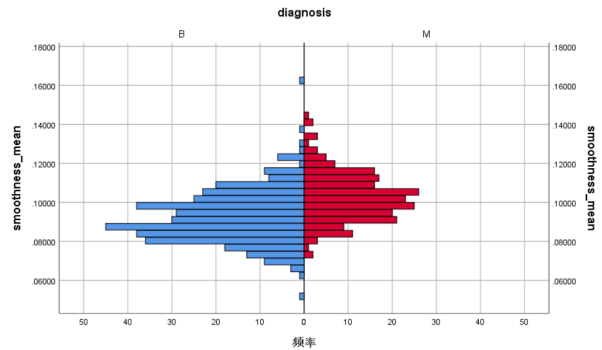 diagnosis
B M
.18000 .18000
.16000 .16000
.14000 .14000
.12000 .12000
.10000 .10000
.08000 .08000
.06000 .06000
smoothness_mean
smoothness_mean
50 40 30 20 10 0 10 20 30 40 50
频率